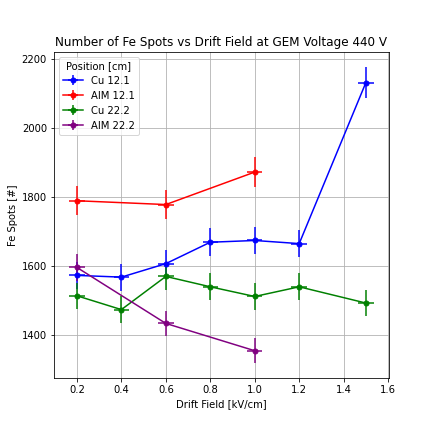 Number of Fe Spots vs Drift Field at GEM Voltage 440 V
Position [cm]
Cu 12.1
AIM 12.1
Cu 22.2
AIM 22.2
2200
2000
1800
1600
1400
Fe Spots [#]
0.2 0.4 0.6 0.8 1.0 1.2 1.4 1.6
Drift Field [kV/cm]